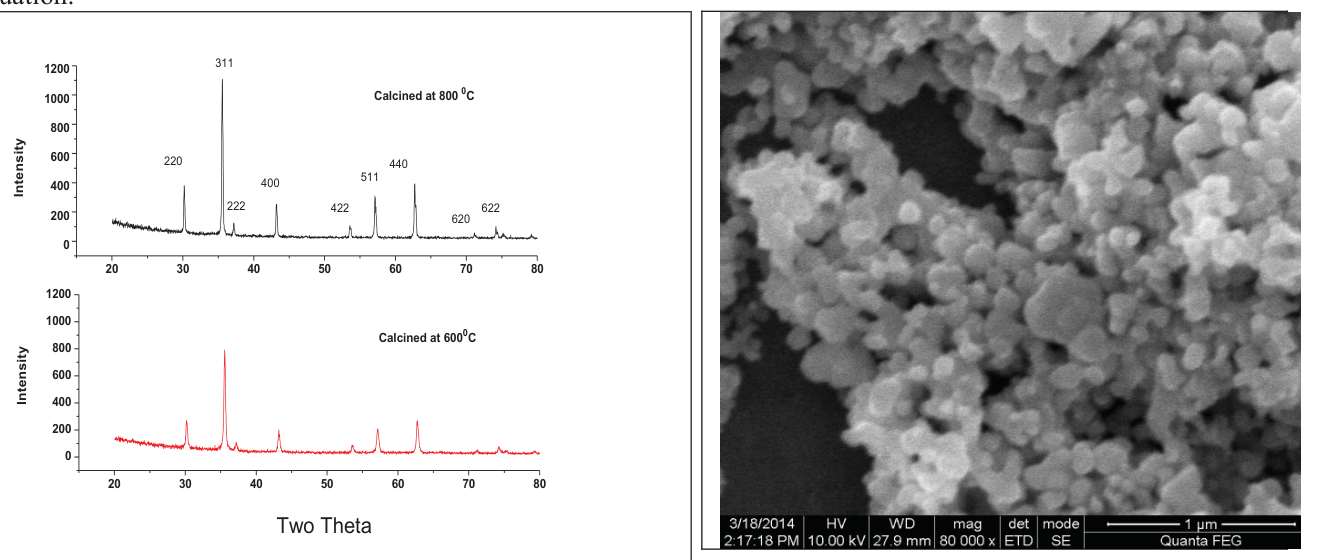 dation.
311
1200
1000
800
600
400
200
0
Intensity
Calcined at 800 ⁰C
220
222
400
422
511
440
620
622
20 30 40 50 60 70 80
1200
1000
800
600
400
200
0
Intensity
Calcined at 600⁰C
20 30 40 50 60 70 80
Two Theta
3/18/2014 HV WD mag det mode 1 µm
2:17:18 PM 10.00 kV 27.9 mm 80 000 x ETD SE Quanta FEG